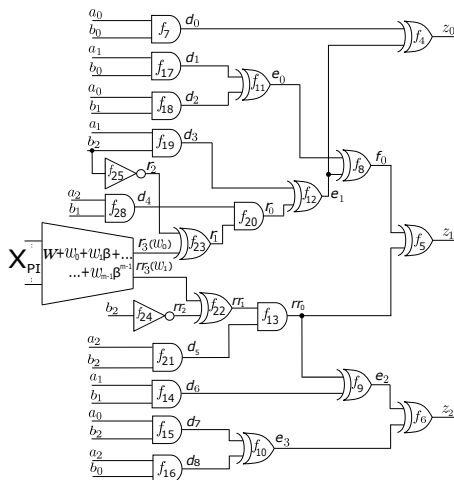 a₀ d₀
b₀ f₇ f₄ z₀
a₁ d₁
b₀ f₁₇ f₁₁ e₀
a₀ d₂
b₁ f₁₈
a₁ d₃
b₂ f₁₉ f₈ f₀
f₂₅ r₂ f₁₂ e₁
a₂ d₄
b₁ f₂₈ f₂₀ r₀
r₃(w₀) f₂₃ r₁ f₅ z₁
X_PI W+w₀+w₁β+...
...+w_{m-1}β^{m-1}
rr₃(w₁)
b₂ f₂₄ rr₂ f₂₂ rr₁ f₁₃ rr₀
a₂ d₅
b₂ f₂₁
a₁ d₆
b₁ f₁₄ f₉ e₂
a₀ d₇
b₂ f₁₅ f₆ z₂
a₂ d₈ f₁₀ e₃
b₀ f₁₆